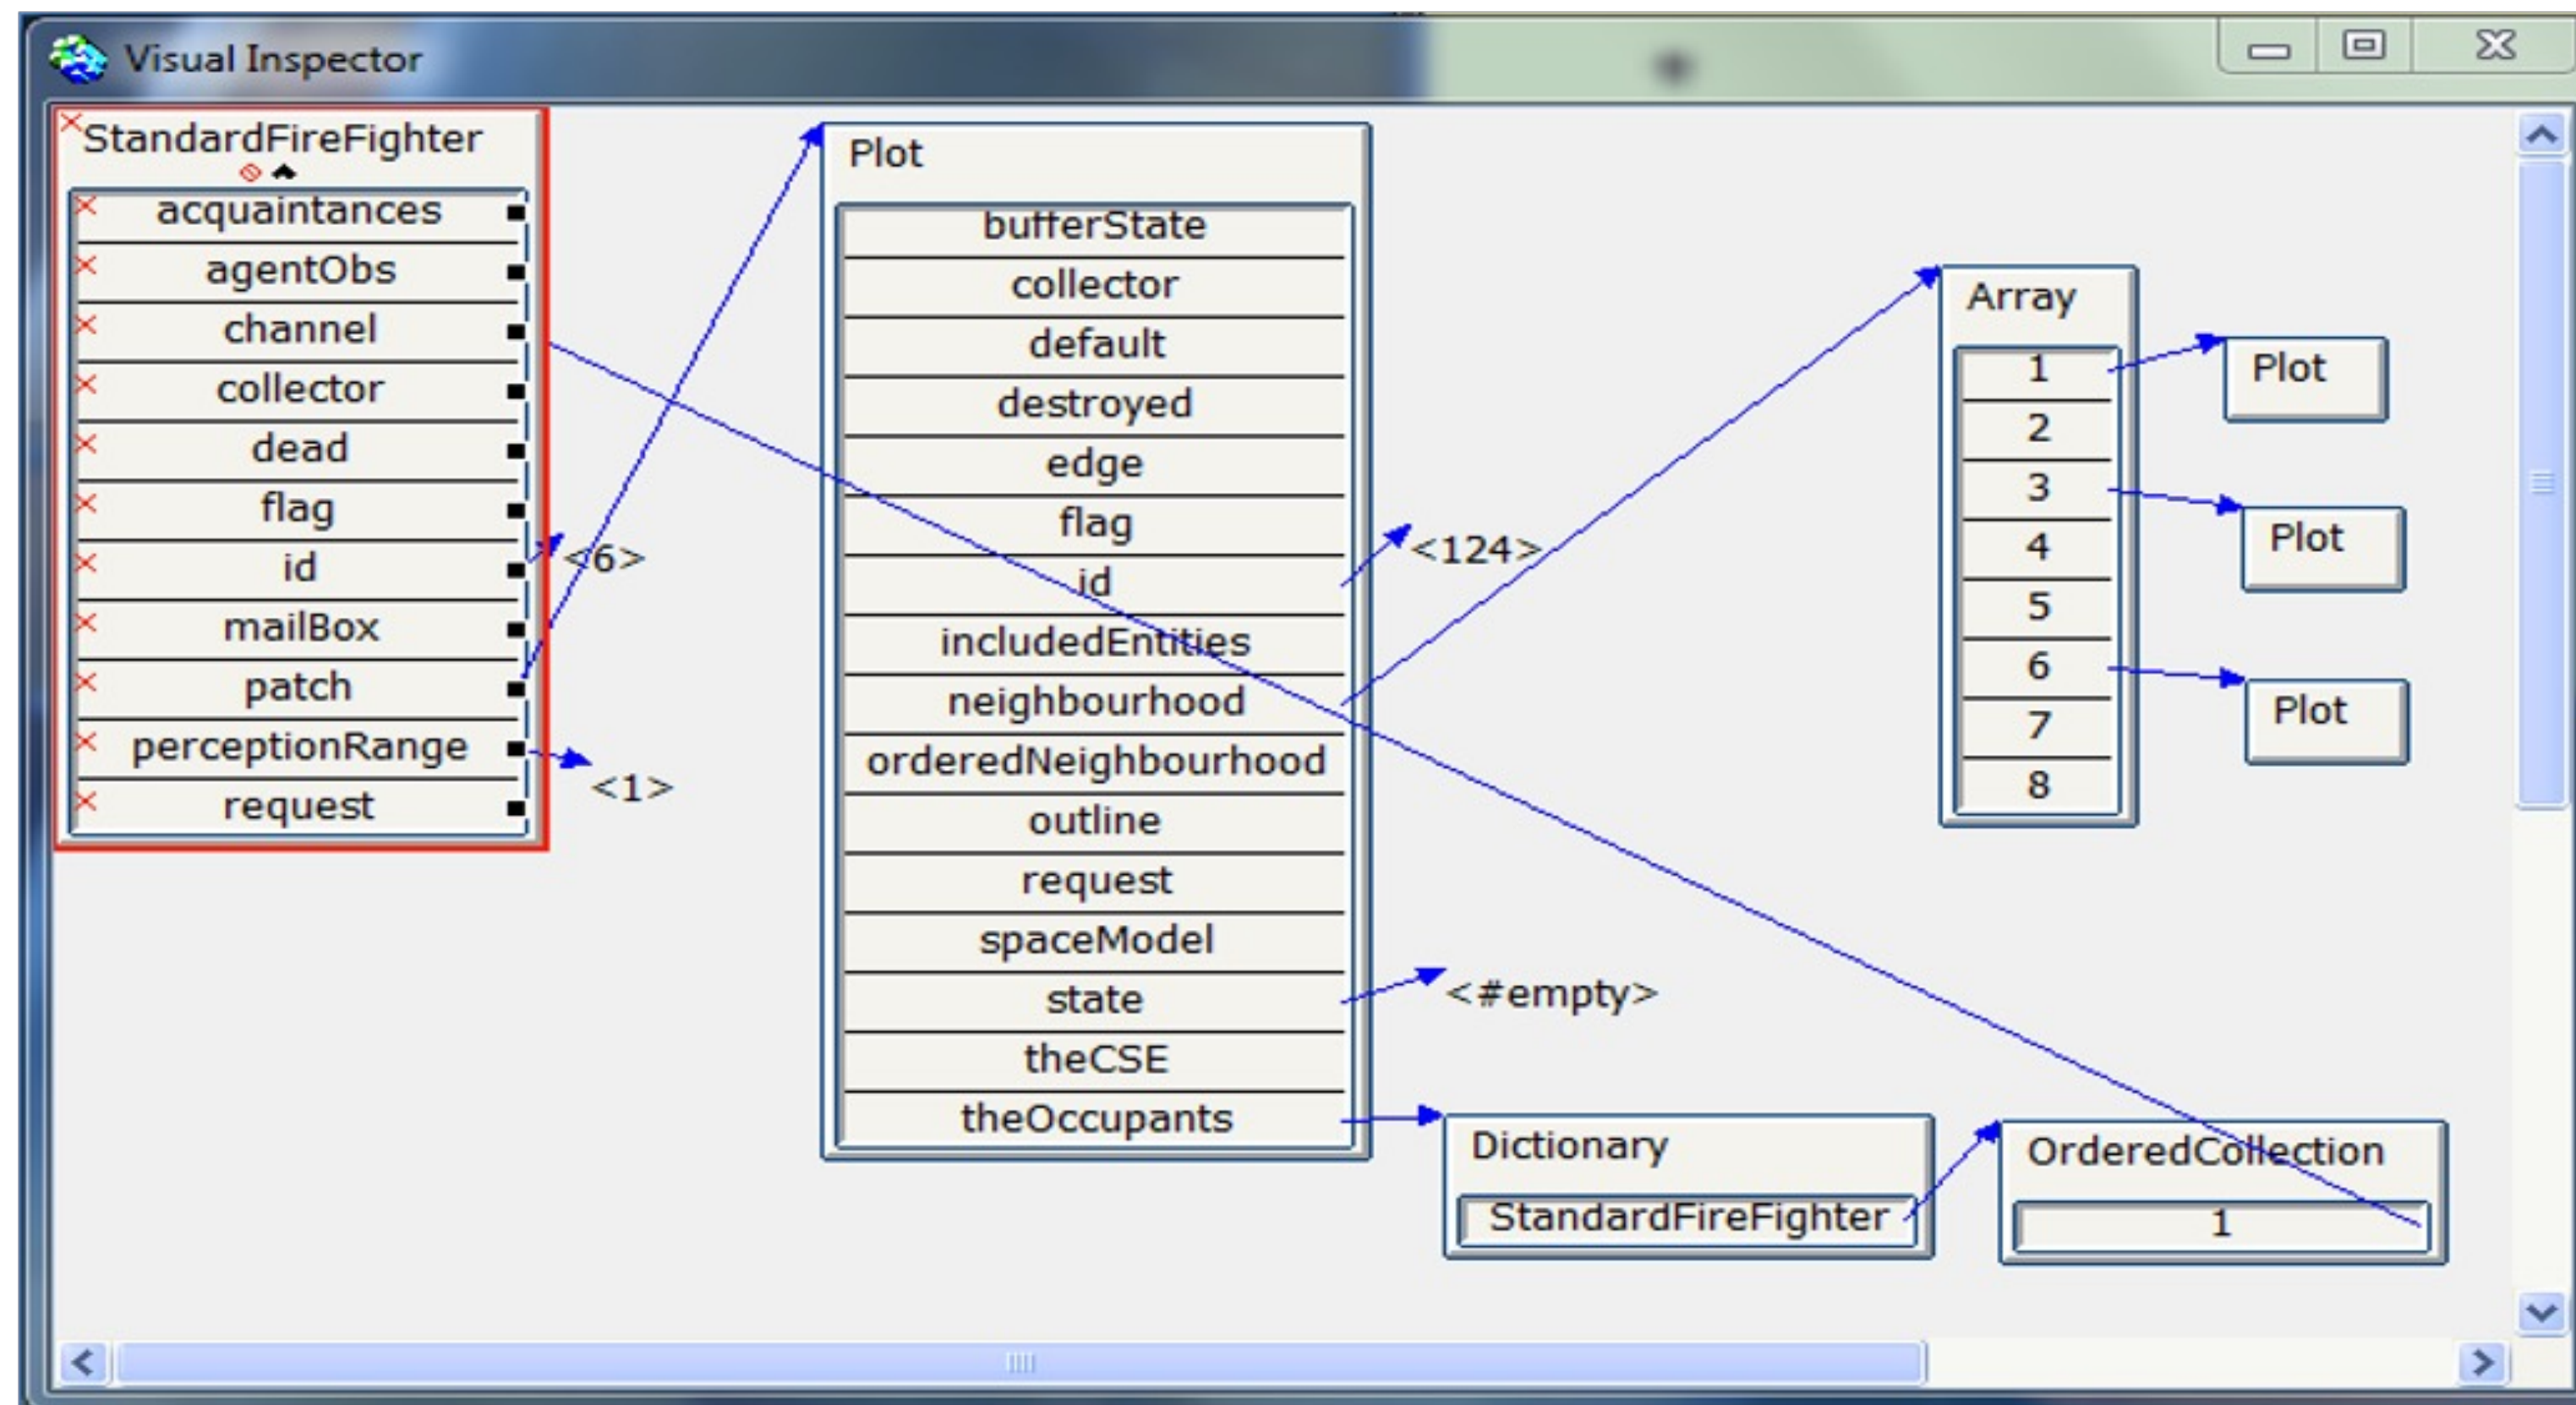 Visual Inspector
StandardFireFighter
acquaintances
agentObs
channel
collector
dead
flag
id
mailBox
patch
perceptionRange
request
<6>
<1>
Plot
bufferState
collector
default
destroyed
edge
flag
id
includedEntities
neighbourhood
orderedNeighbourhood
outline
request
spaceModel
state
theCSE
theOccupants
<124>
<#empty>
Array
1
2
3
4
5
6
7
8
Plot
Plot
Plot
Dictionary
StandardFireFighter
OrderedCollection
1